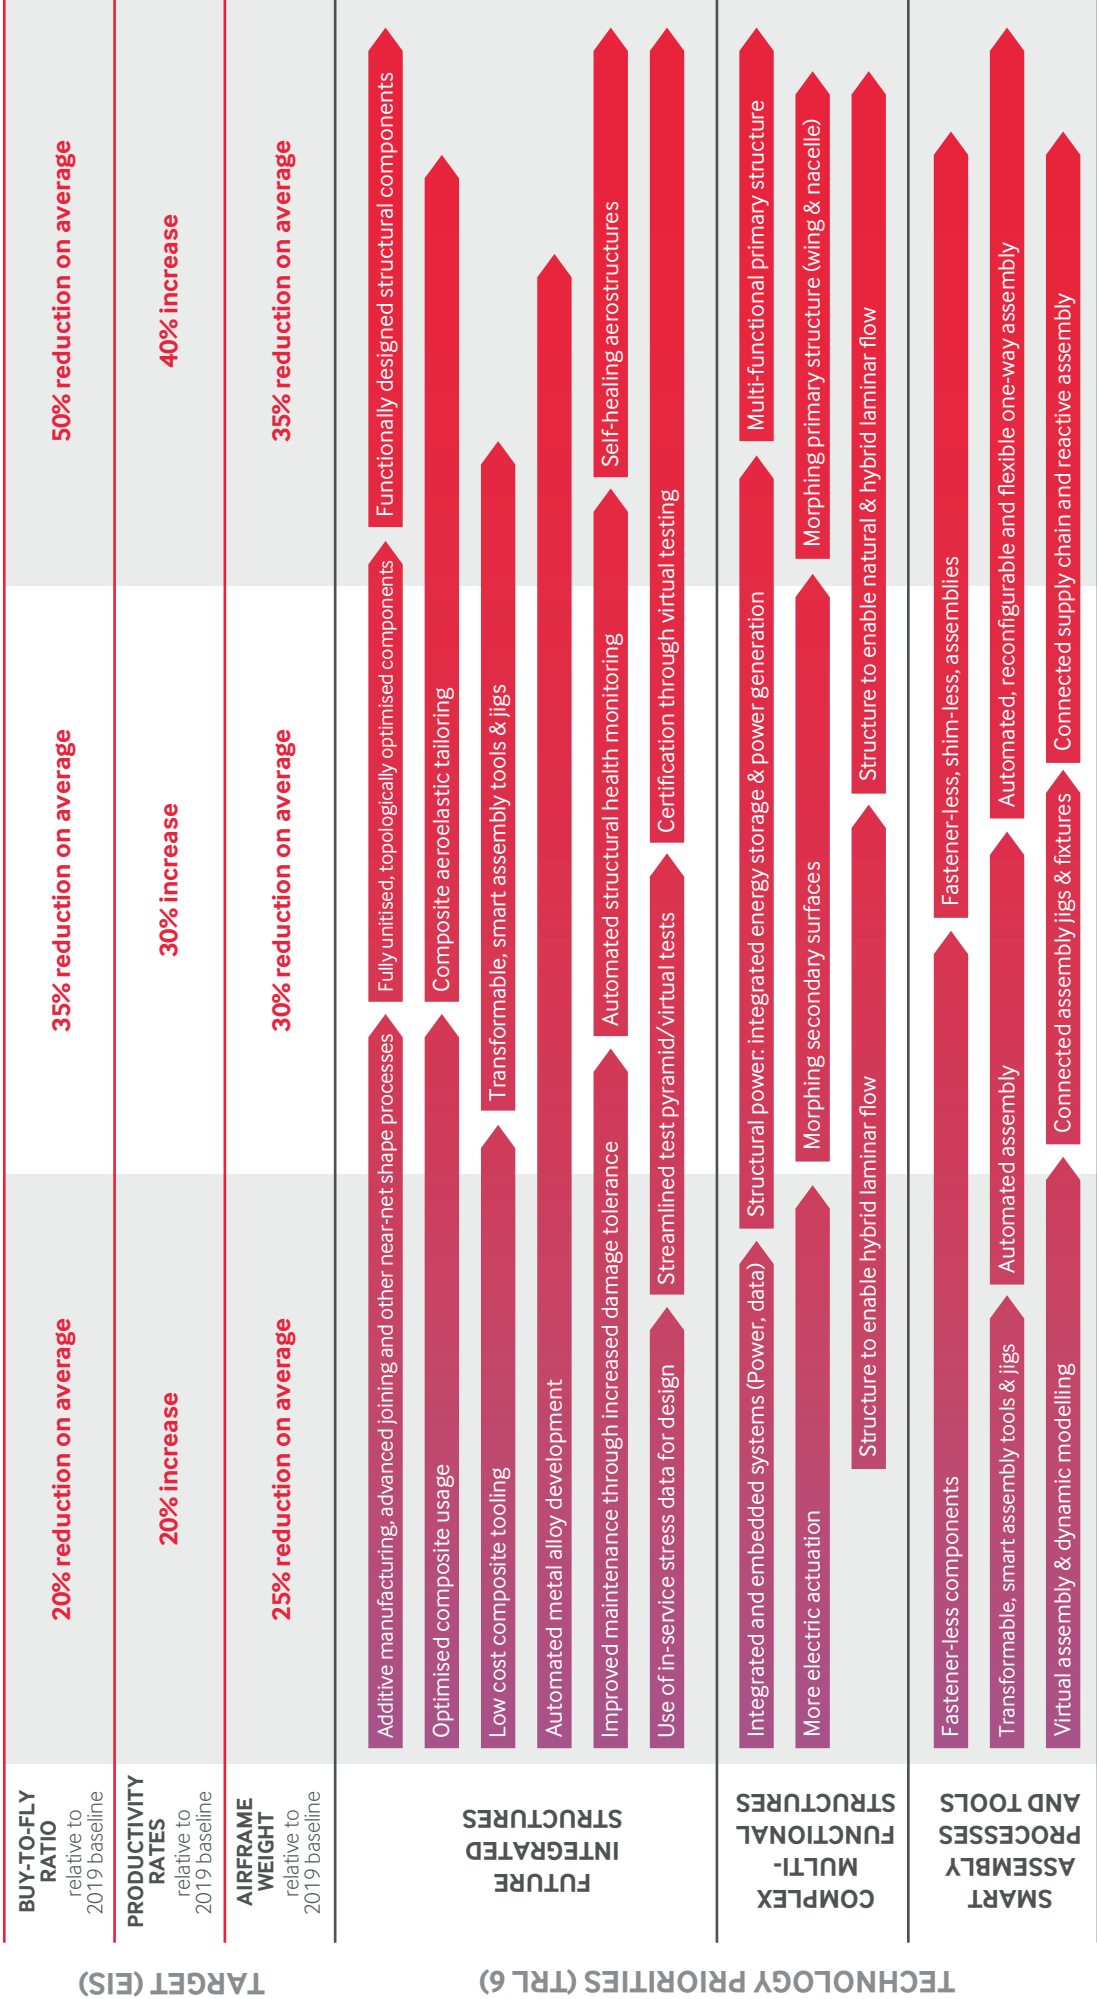 TARGET (EIS)
BUY-TO-FLY
RATIO
relative to
2019 baseline
20% reduction on average
35% reduction on average
50% reduction on average
PRODUCTIVITY
RATES
relative to
2019 baseline
20% increase
30% increase
40% increase
AIRFRAME
WEIGHT
relative to
2019 baseline
25% reduction on average
30% reduction on average
35% reduction on average
TECHNOLOGY PRIORITIES (TRL 6)
FUTURE
INTEGRATED
STRUCTURES
Additive manufacturing, advanced joining and other near-net shape processes
Fully unitised, topologically optimised components
Functionally designed structural components
Optimised composite usage
Composite aeroelastic tailoring
Low cost composite tooling
Transformable, smart assembly tools & jigs
Automated metal alloy development
Improved maintenance through increased damage tolerance
Automated structural health monitoring
Self-healing aerostructures
Use of in-service stress data for design
Streamlined test pyramid/virtual tests
Certification through virtual testing
COMPLEX
MULTI-
FUNCTIONAL
STRUCTURES
Integrated and embedded systems (Power, data)
Structural power: integrated energy storage & power generation
Multi-functional primary structure
More electric actuation
Morphing secondary surfaces
Morphing primary structure (wing & nacelle)
Structure to enable hybrid laminar flow
Structure to enable natural & hybrid laminar flow
SMART
ASSEMBLY
PROCESSES
AND TOOLS
Fastener-less components
Fastener-less, shim-less, assemblies
Transformable, smart assembly tools & jigs
Automated assembly
Automated, reconfigurable and flexible one-way assembly
Virtual assembly & dynamic modelling
Connected assembly jigs & fixtures
Connected supply chain and reactive assembly